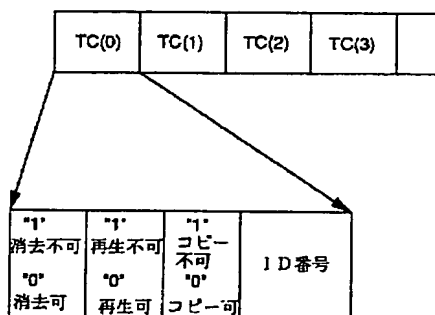 TC(0) TC(1) TC(2) TC(3)
"1" "1" "1"
消去不可 再生不可 コピー
不可
ID番号
"0" "0" "0"
消去可 再生可 コピー可